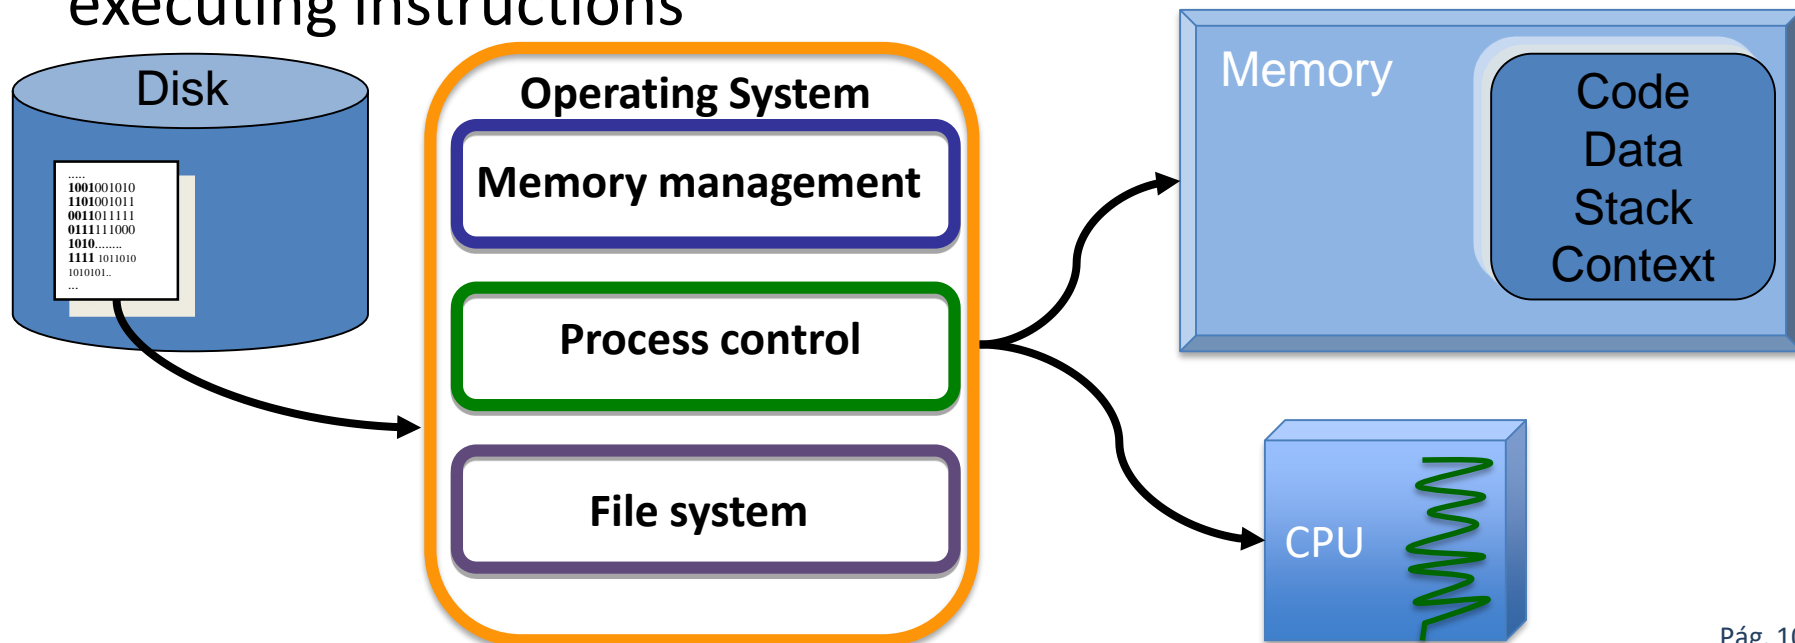 executing instructions
Disk
.....
1001001010
1101001011
0011011111
0111111000
1010........
1111 1011010
1010101..
...
Operating System
Memory management
Process control
File system
Memory
Code
Data
Stack
Context
CPU
Pág. 10